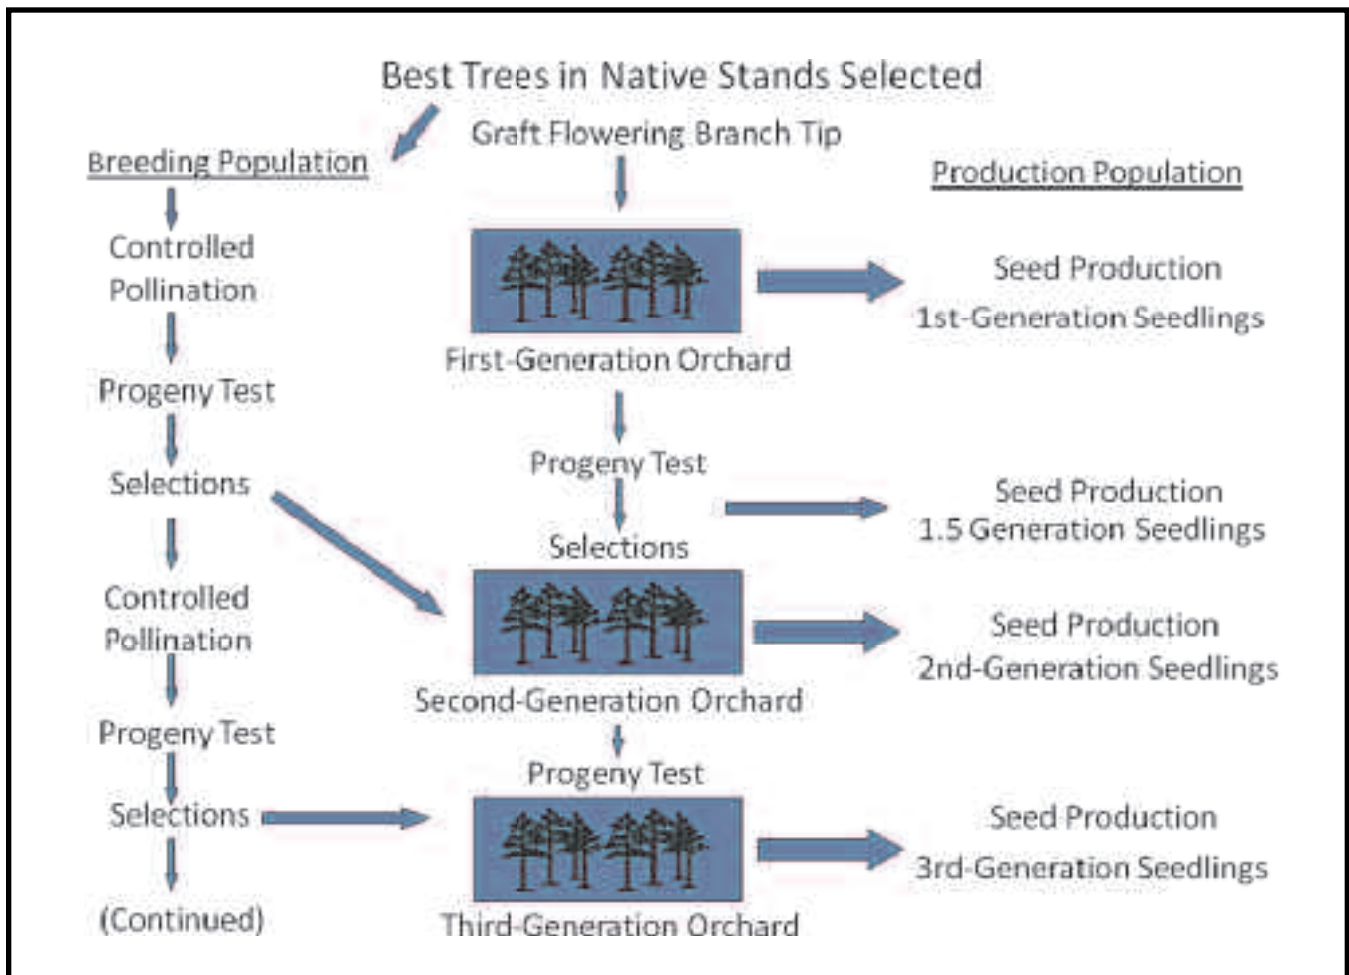 Best Trees in Native Stands Selected
Graft Flowering Branch Tip
Breeding Population
Controlled
Pollination
Progeny Test
Selections
Controlled
Pollination
Progeny Test
Selections
(Continued)
First-Generation Orchard
Progeny Test
Selections
Second-Generation Orchard
Progeny Test
Third-Generation Orchard
Production Population
Seed Production
1st-Generation Seedlings
Seed Production
1.5 Generation Seedlings
Seed Production
2nd-Generation Seedlings
Seed Production
3rd-Generation Seedlings